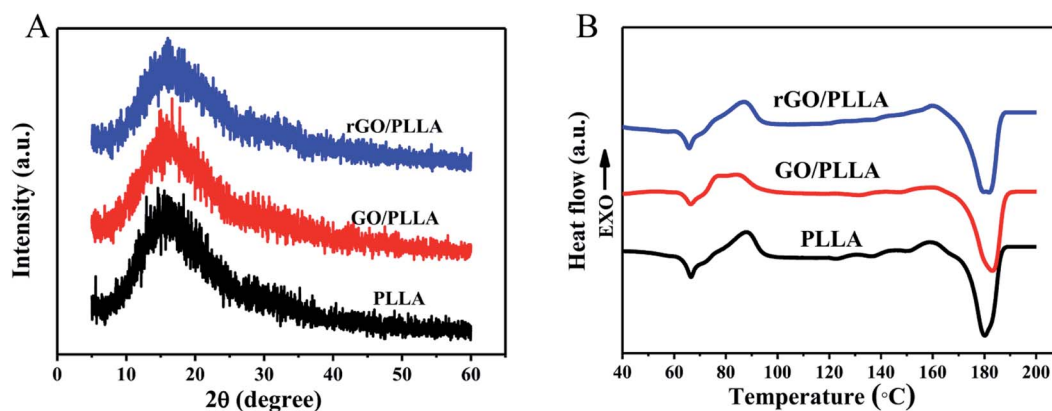 A
Intensity (a.u.)
rGO/PLLA
GO/PLLA
PLLA
0 10 20 30 40 50 60
2θ (degree)
B
Heat flow (a.u.)
EXO
rGO/PLLA
GO/PLLA
PLLA
40 60 80 100 120 140 160 180 200
Temperature (◦C)